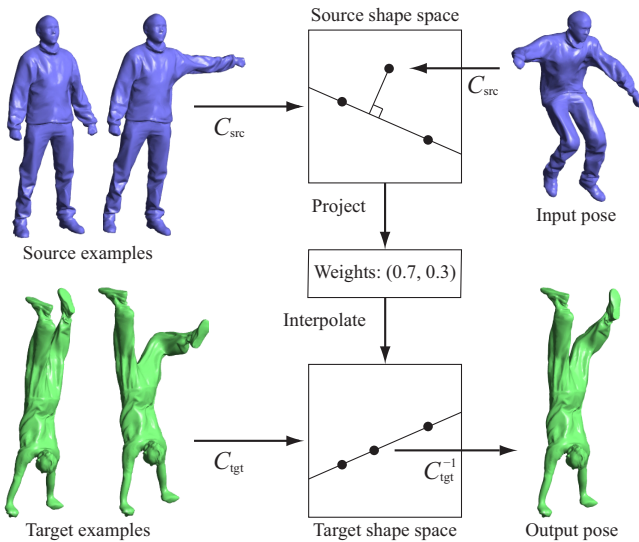 Source shape space
C_src
C_src
Project
Input pose
Source examples
Weights: (0.7, 0.3)
Interpolate
C_tgt
C_tgt^-1
Target examples
Target shape space
Output pose